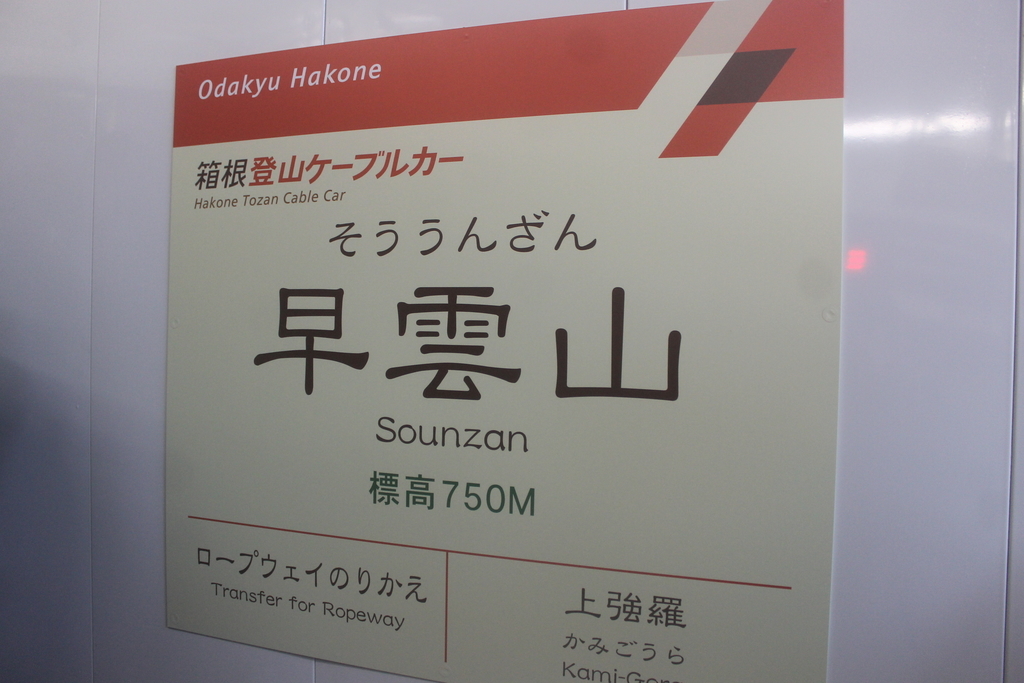 Odakyu Hakone
箱根登山ケーブルカー
Hakone Tozan Cable Car
そううんざん
早雲山
Sounzan
標高750M
ロープウェイのりかえ
Transfer for Ropeway
上強羅
かみごうら